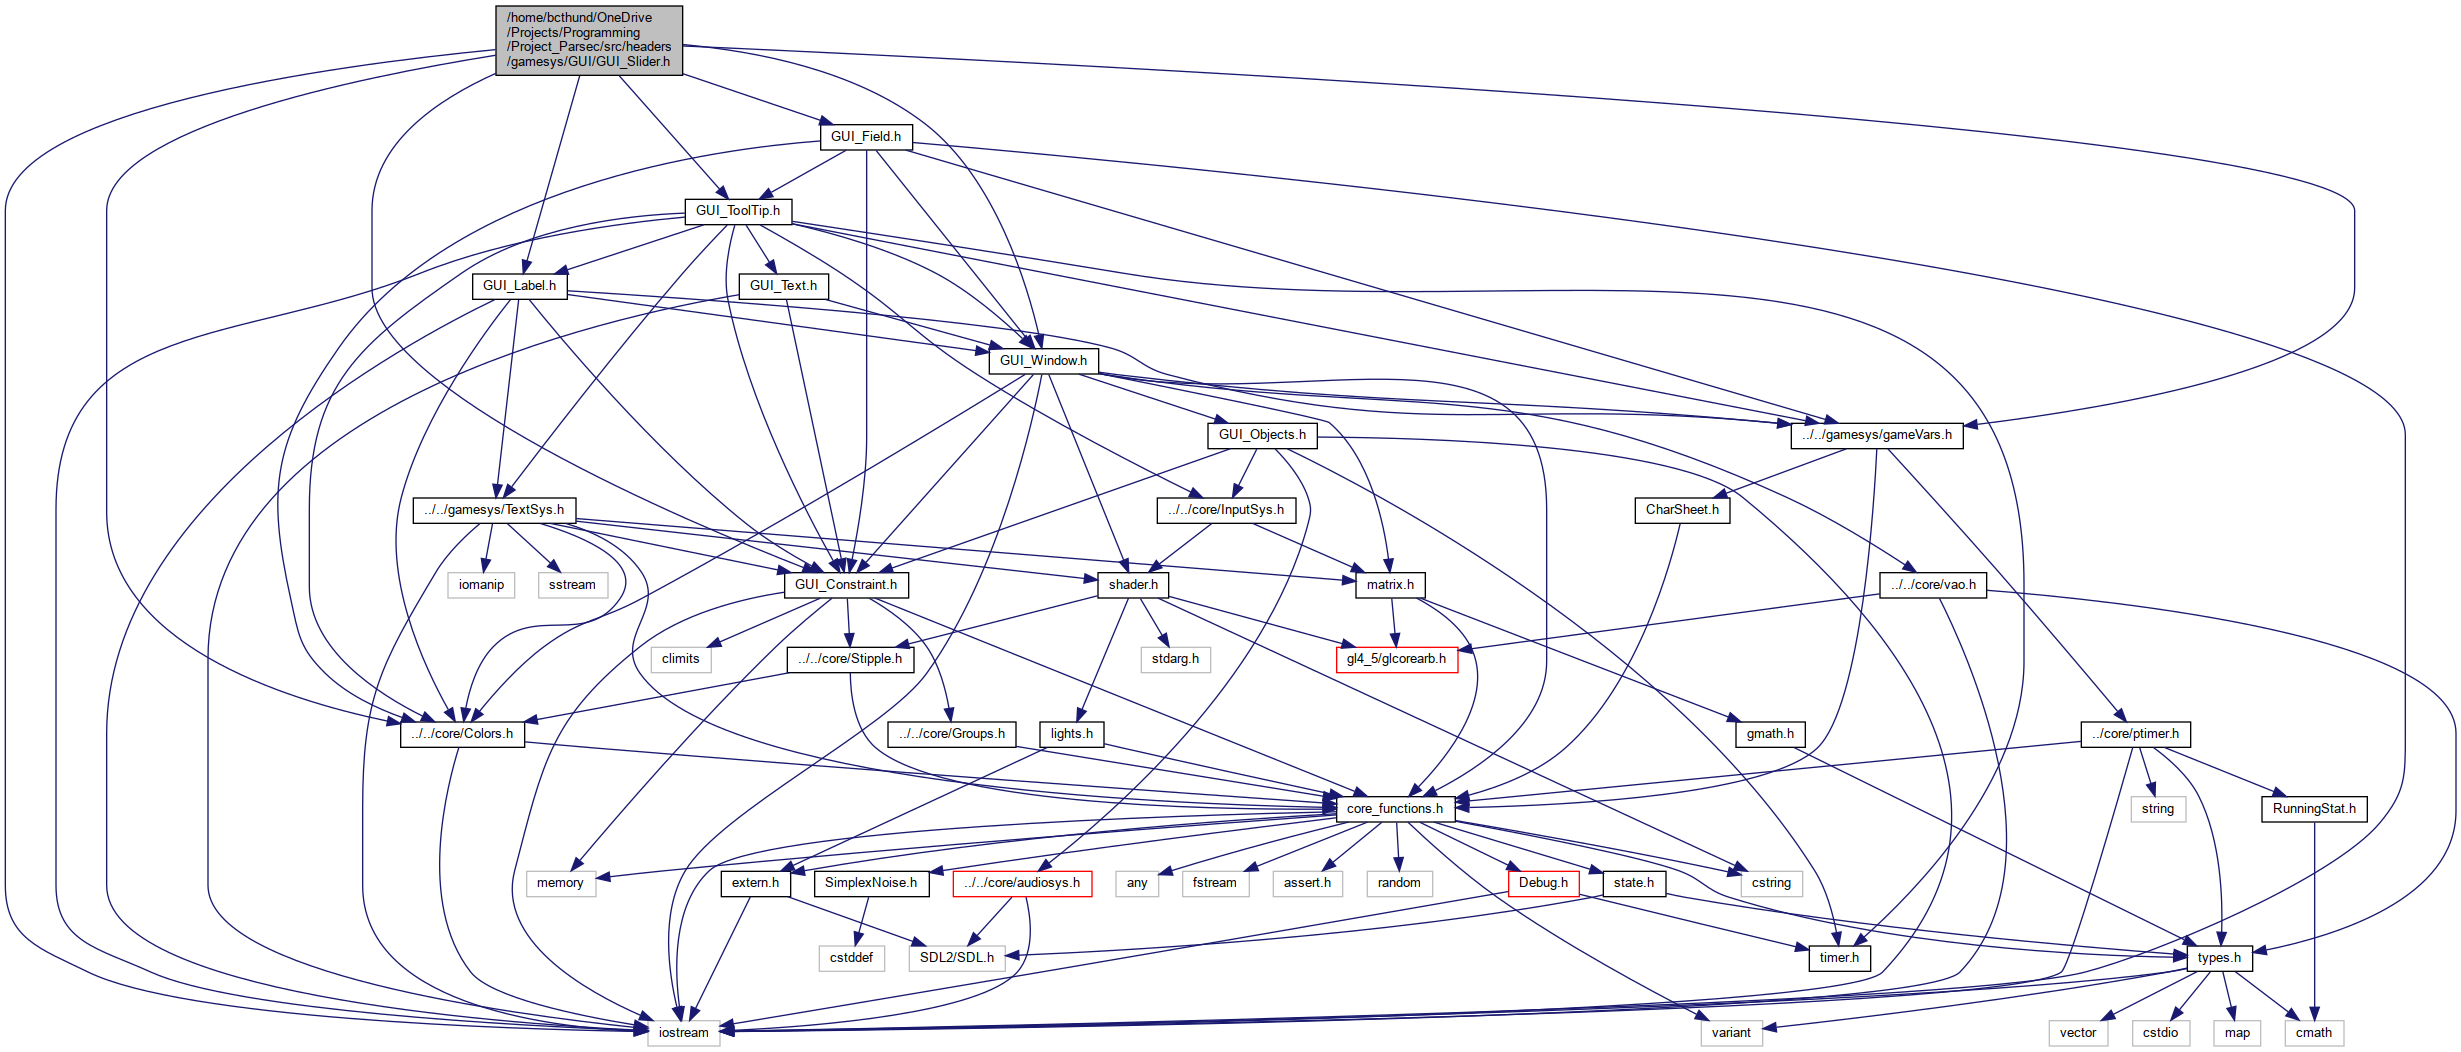 /home/bcthund/OneDrive
/Projects/Programming
/Project_Parsec/src/headers
/gamesys/GUI/GUI_Slider.h
GUI_Field.h
GUI_ToolTip.h
GUI_Label.h
GUI_Text.h
GUI_Window.h
GUI_Objects.h
../../gamesys/gameVars.h
../../gamesys/TextSys.h
../../core/InputSys.h
CharSheet.h
iomanip
sstream
GUI_Constraint.h
shader.h
matrix.h
../../core/vao.h
climits
../../core/Stipple.h
stdarg.h
gl4_5/glcorearb.h
../../core/Colors.h
../../core/Groups.h
lights.h
gmath.h
../core/ptimer.h
core_functions.h
string
RunningStat.h
memory
extern.h
SimplexNoise.h
../../core/audiosys.h
any
fstream
assert.h
random
Debug.h
state.h
cstring
cstddef
SDL2/SDL.h
timer.h
types.h
iostream
variant
vector
cstdio
map
cmath